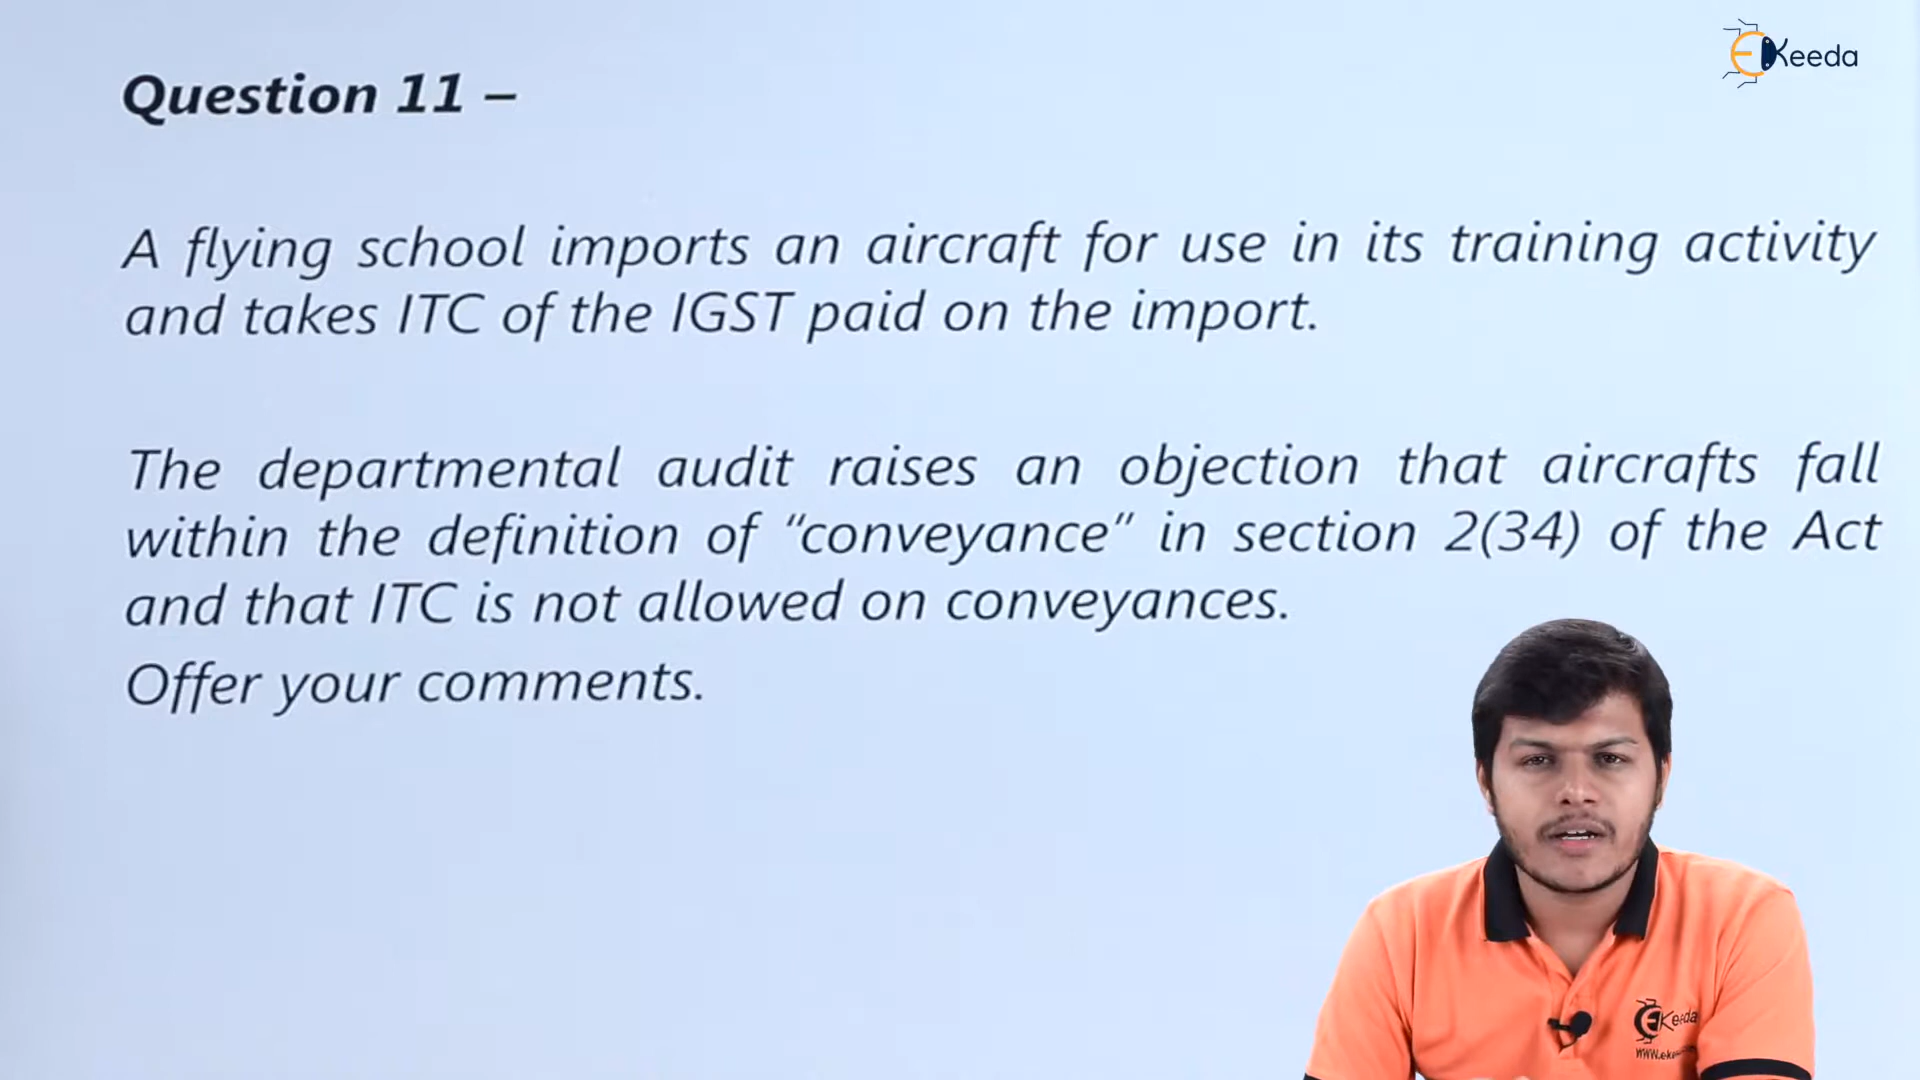 EKeeda
Question 11 –
A flying school imports an aircraft for use in its training activity
and takes ITC of the IGST paid on the import.
The departmental audit raises an objection that aircrafts fall
within the definition of “conveyance” in section 2(34) of the Act
and that ITC is not allowed on conveyances.
Offer your comments.
EKeeda